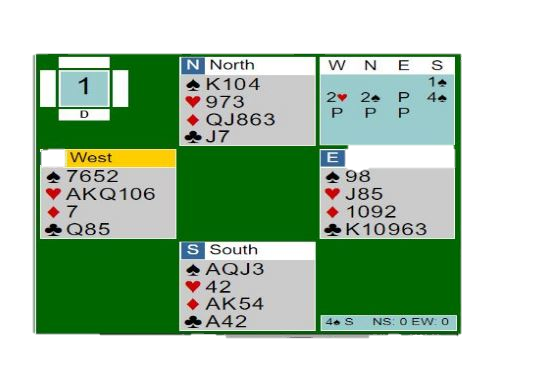 1
D
N North
♠ K104
♥ 973
♦ QJ863
♣ J7
W N E S
1♠
2♥ 2♠ P 4♠
P P P
West
♠ 7652
♥ AKQ106
♦ 7
♣ Q85
E
♠ 98
♥ J85
♦ 1092
♣ K10963
S South
♠ AQJ3
♥ 42
♦ AK54
♣ A42
4♠ S NS: 0 EW: 0